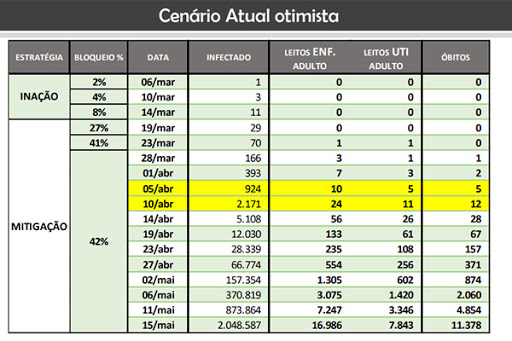 Cenário Atual otimista
ESTRATÉGIA BLOQUEIO % DATA INFECTADO LEITOS ENF. ADULTO LEITOS UTI ADULTO ÓBITOS
INAÇÃO 2% 06/mar 1 0 0 0
4% 10/mar 3 0 0 0
8% 14/mar 11 0 0 0
MITIGAÇÃO 27% 19/mar 29 0 0 0
41% 23/mar 70 1 1 0
42% 28/mar 166 3 1 1
01/abr 393 7 3 2
05/abr 924 10 5 5
10/abr 2.171 24 11 12
14/abr 5.108 56 26 28
19/abr 12.030 133 61 67
23/abr 28.339 235 108 157
27/abr 66.774 554 256 371
02/mai 157.354 1.305 602 874
06/mai 370.819 3.075 1.420 2.060
11/mai 873.864 7.247 3.346 4.854
15/mai 2.048.587 16.986 7.843 11.378